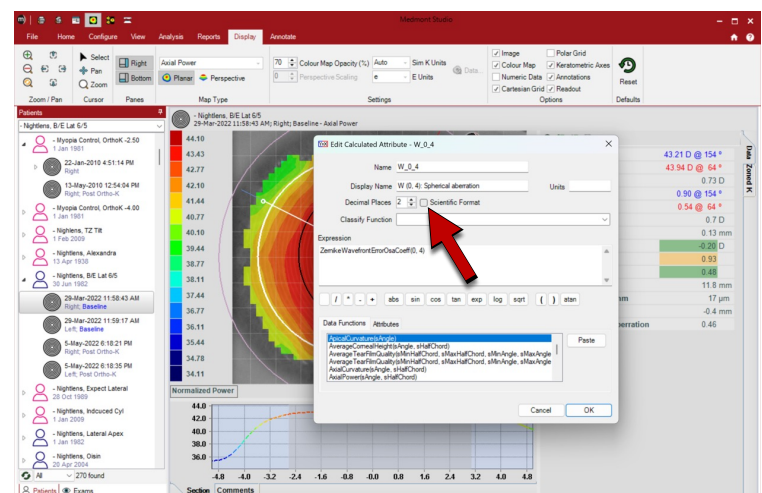 Medmont Studio
File Home Configure View Analysis Reports Display Annotate
Select
Pan
Zoom
Right
Bottom
Axial Power
Planar Perspective
70 Colour Map Opacity (%)
0 Perspective Scaling
Auto Sim K Units
E Units
Data...
Image Polar Grid
Colour Map Keratometric Axes
Numeric Data Annotations
Cartesian Grid Readout
Reset
Zoom / Pan Cursor Panes Map Type Settings Options Defaults
Patients
- Nightlens, B/E Lat 6/5
- Myopia Control, OrthoK -2.50
1 Jan 1981
22-Jan-2010 4:51:14 PM
Right
13-May-2010 12:54:04 PM
Right; Post Ortho-K
- Myopia Control, OrthoK -4.00
1 Jan 1981
- Nighlens, TZ Tilt
1 Feb 2009
- Nightlens, Alexandra
13 Apr 1938
- Nightlens, B/E Lat 6/5
30 Jun 1982
29-Mar-2022 11:58:43 AM
Right; Baseline
29-Mar-2022 11:59:17 AM
Left; Baseline
5-May-2022 6:18:21 PM
Right; Post Ortho-K
5-May-2022 6:18:35 PM
Left; Post Ortho-K
- Nightlens, Expect Lateral
28 Oct 1989
- Nightlens, Indcuced Cyl
1 Jan 2009
- Nightlens, Lateral Apex
1 Jan 1982
- Nightlens, Oisin
20 Apr 2004
All 270 found
Patients Exams
- Nightlens, B/E Lat 6/5
29-Mar-2022 11:58:43 AM; Right; Baseline - Axial Power
44.10
43.43
42.77
42.10
41.44
40.77
40.10
39.44
38.77
38.11
37.44
36.77
36.11
35.44
34.78
34.11
Normalized Power
44.0
42.0
40.0
38.0
36.0
-4.8 -4.0 -3.2 -2.4 -1.6 -0.8 -0.0 0.8 1.6 2.4 3.2 4.0 4.8
Section Comments
Edit Calculated Attribute - W_0_4
Name W_0_4
Display Name W (0, 4): Spherical aberration Units
Decimal Places 2 Scientific Format
Classify Function
Expression
ZernikeWavefrontErrorOsaCoeff(0, 4)
/ * - + abs sin cos tan exp log sqrt ( ) atan
Data Functions Attributes
ApicalCurvature(sAngle)
AverageCornealHeight(sAngle, sHalfChord)
AverageTearFilmQuality(sMinHalfChord, sMaxHalfChord, sMinAngle, sMaxAngle
AverageTearFilmQuality(sMinHalfChord, sMaxHalfChord, sMinAngle, sMaxAngle
AxialCurvature(sAngle, sHalfChord)
AxialPower(sAngle, sHalfChord)
Paste
Cancel OK
43.21 D @ 154 °
43.94 D @ 64 °
0.73 D
0.90 @ 154 °
0.54 @ 64 °
0.7 D
0.13 mm
-0.20 D
0.93
0.48
11.8 mm
17 µm
-0.4 mm
0.46
Data Zoned K